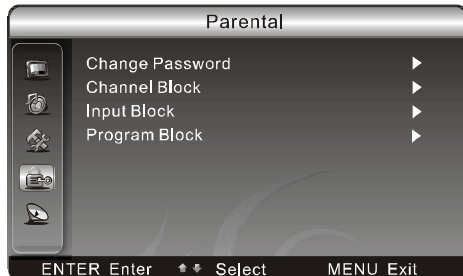 Parental
Change Password
Channel Block
Input Block
Program Block
ENTER Enter Select MENU Exit